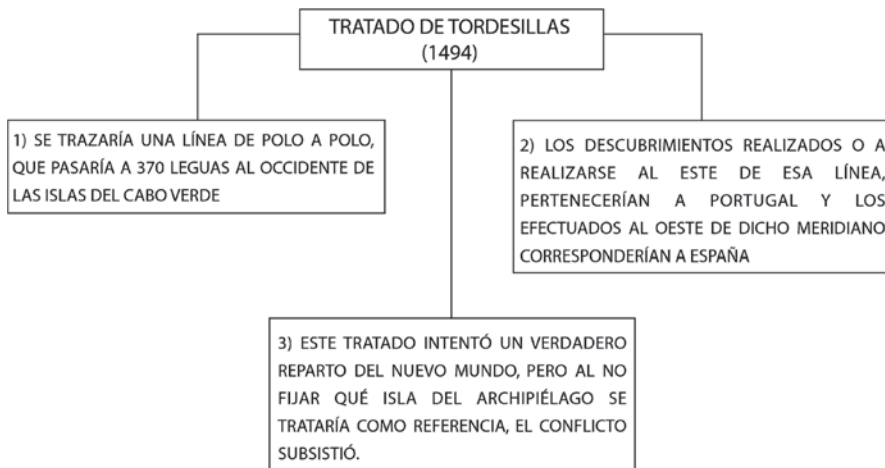 TRATADO DE TORDESILLAS
(1494)
1) SE TRAZARÍA UNA LÍNEA DE POLO A POLO,
QUE PASARÍA A 370 LEGUAS AL OCCIDENTE DE
LAS ISLAS DEL CABO VERDE
2) LOS DESCUBRIMIENTOS REALIZADOS O A
REALIZARSE AL ESTE DE ESA LÍNEA,
PERTENECERÍAN A PORTUGAL Y LOS
EFECTUADOS AL OESTE DE DICHO MERIDIANO
CORRESPONDERÍAN A ESPAÑA
3) ESTE TRATADO INTENTÓ UN VERDADERO
REPARTO DEL NUEVO MUNDO, PERO AL NO
FIJAR QUÉ ISLA DEL ARCHIPIÉLAGO SE
TRATARÍA COMO REFERENCIA, EL CONFLICTO
SUBSISTIÓ.